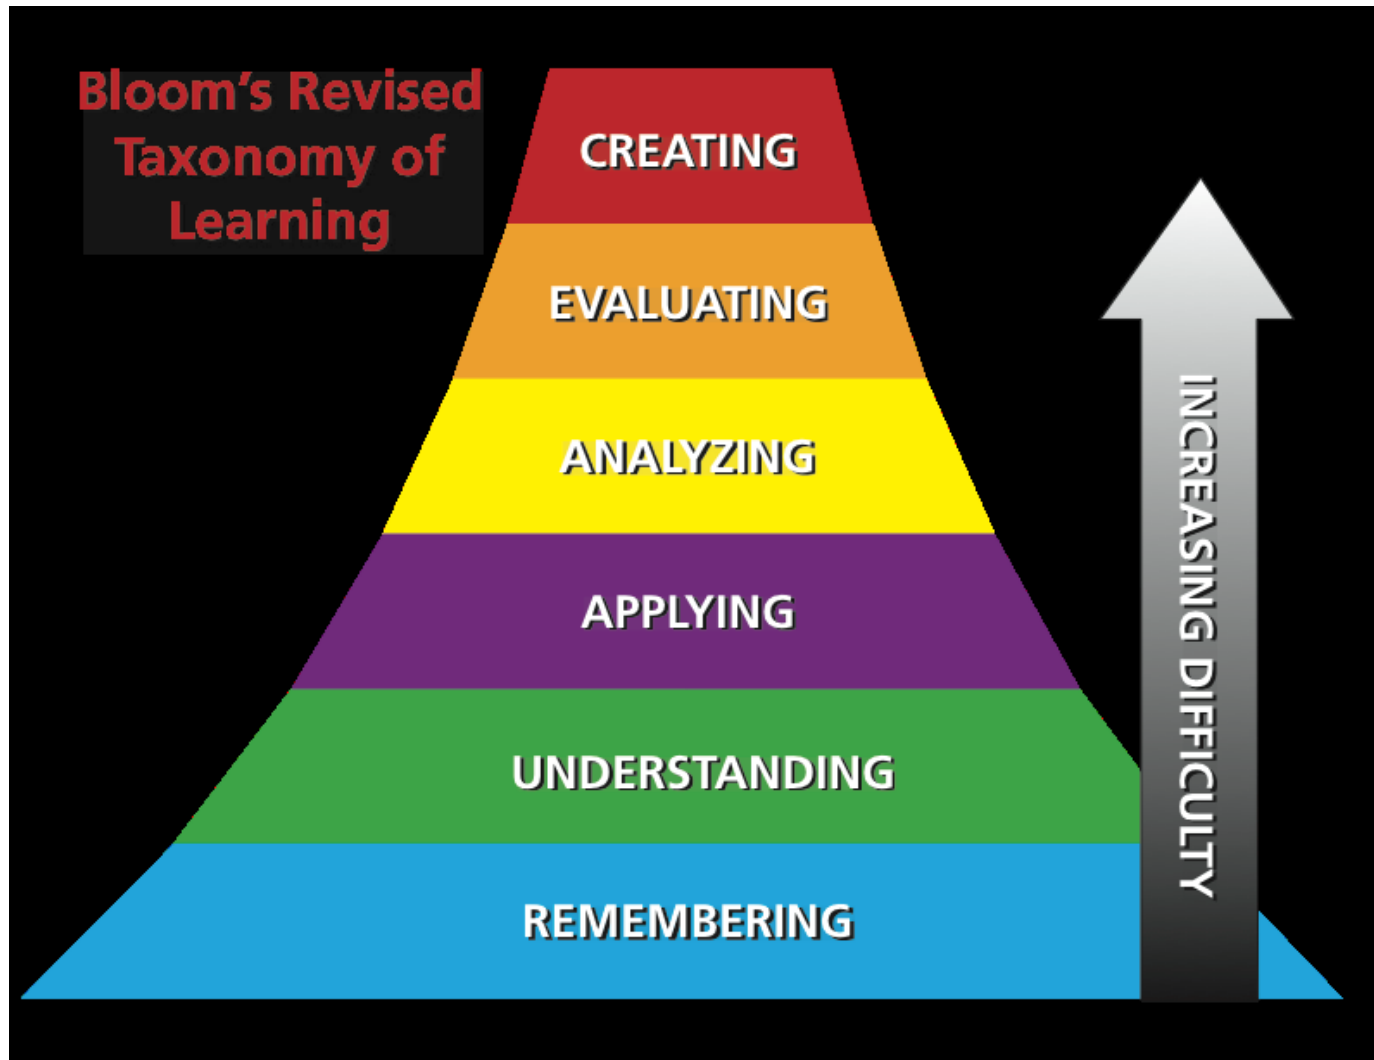 Bloom's Revised
Taxonomy of
Learning
CREATING
EVALUATING
ANALYZING
APPLYING
UNDERSTANDING
REMEMBERING
INCREASING DIFFICULTY